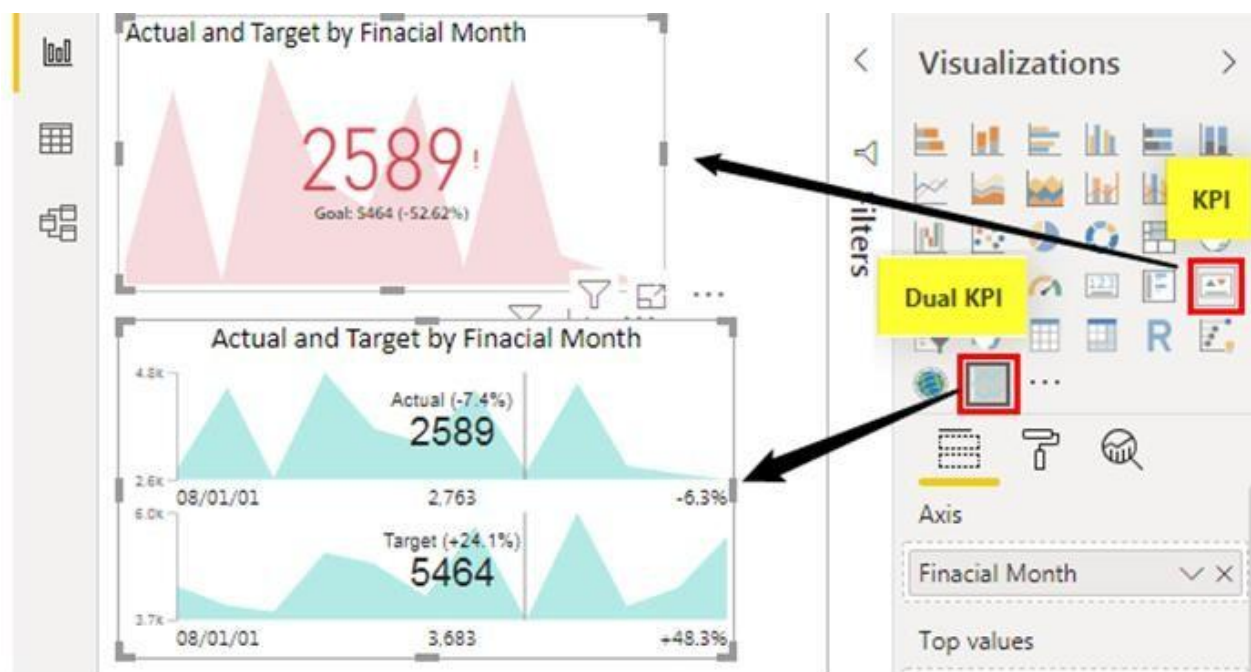 Actual and Target by Finacial Month
2589!
Goal: 5464 (-52.62%)
Actual and Target by Finacial Month
4.8K
Actual (-7.4%)
2589
2.6K
08/01/01 2,763 -6.3%
6.0K
Target (+24.1%)
5464
3.7K
08/01/01 3,683 +48.3%
Filters
Visualizations
KPI
Dual KPI
123
R
Axis
Finacial Month
Top values